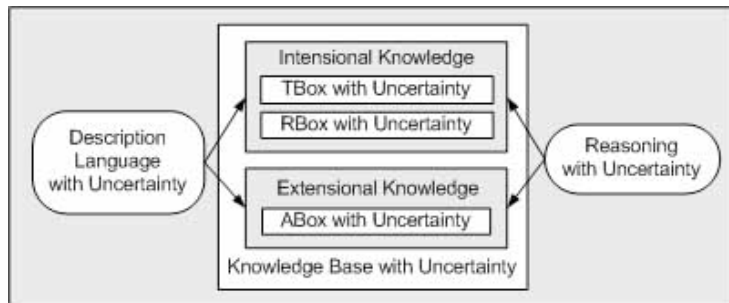 Intensional Knowledge
TBox with Uncertainty
RBox with Uncertainty
Description
Language
with Uncertainty
Reasoning
with Uncertainty
Extensional Knowledge
ABox with Uncertainty
Knowledge Base with Uncertainty